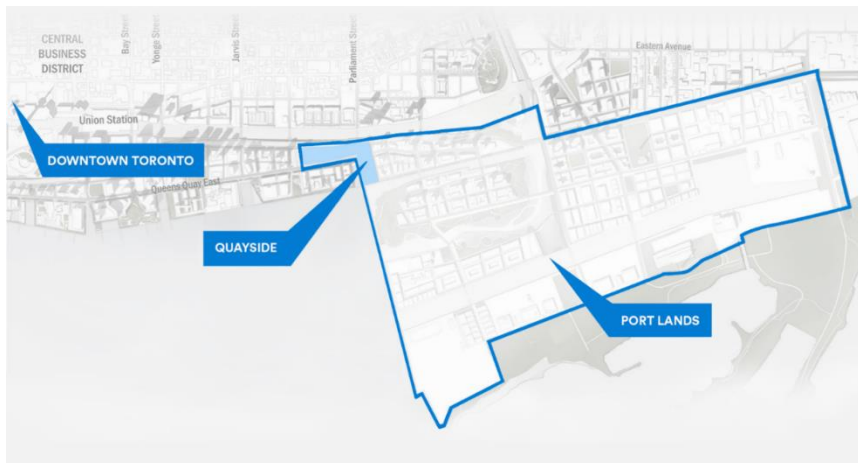 CENTRAL
BUSINESS
DISTRICT
Bay Street
Yonge Street
Jarvis Street
Parliament Street
Eastern Avenue
Union Station
DOWNTOWN TORONTO
Queens Quay East
QUAYSIDE
PORT LANDS